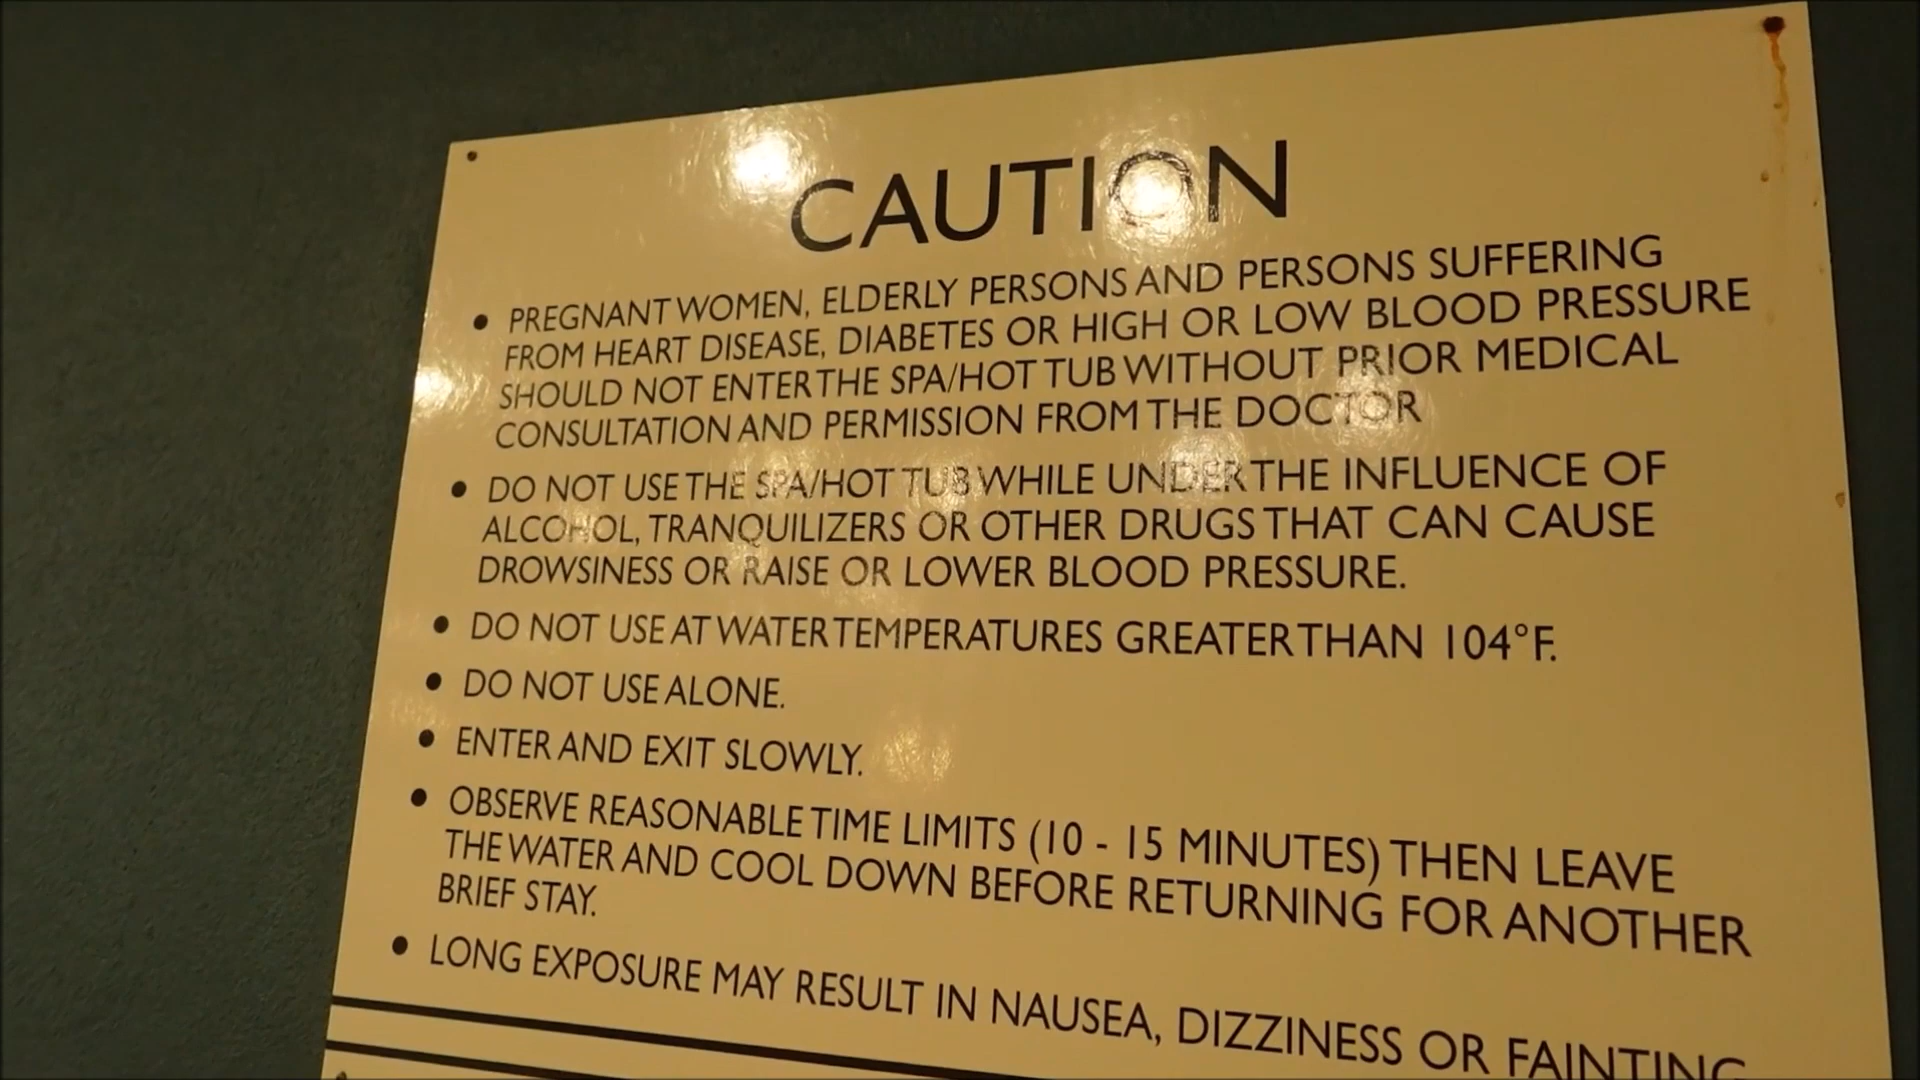 CAUTION
• PREGNANT WOMEN, ELDERLY PERSONS AND PERSONS SUFFERING
FROM HEART DISEASE, DIABETES OR HIGH OR LOW BLOOD PRESSURE
SHOULD NOT ENTER THE SPA/HOT TUB WITHOUT PRIOR MEDICAL
CONSULTATION AND PERMISSION FROM THE DOCTOR
• DO NOT USE THE SPA/HOT TUB WHILE UNDER THE INFLUENCE OF
ALCOHOL, TRANQUILIZERS OR OTHER DRUGS THAT CAN CAUSE
DROWSINESS OR RAISE OR LOWER BLOOD PRESSURE.
• DO NOT USE AT WATER TEMPERATURES GREATER THAN 104°F.
• DO NOT USE ALONE.
• ENTER AND EXIT SLOWLY.
• OBSERVE REASONABLE TIME LIMITS (10 - 15 MINUTES) THEN LEAVE
THE WATER AND COOL DOWN BEFORE RETURNING FOR ANOTHER
BRIEF STAY.
• LONG EXPOSURE MAY RESULT IN NAUSEA, DIZZINESS OR FAINTING